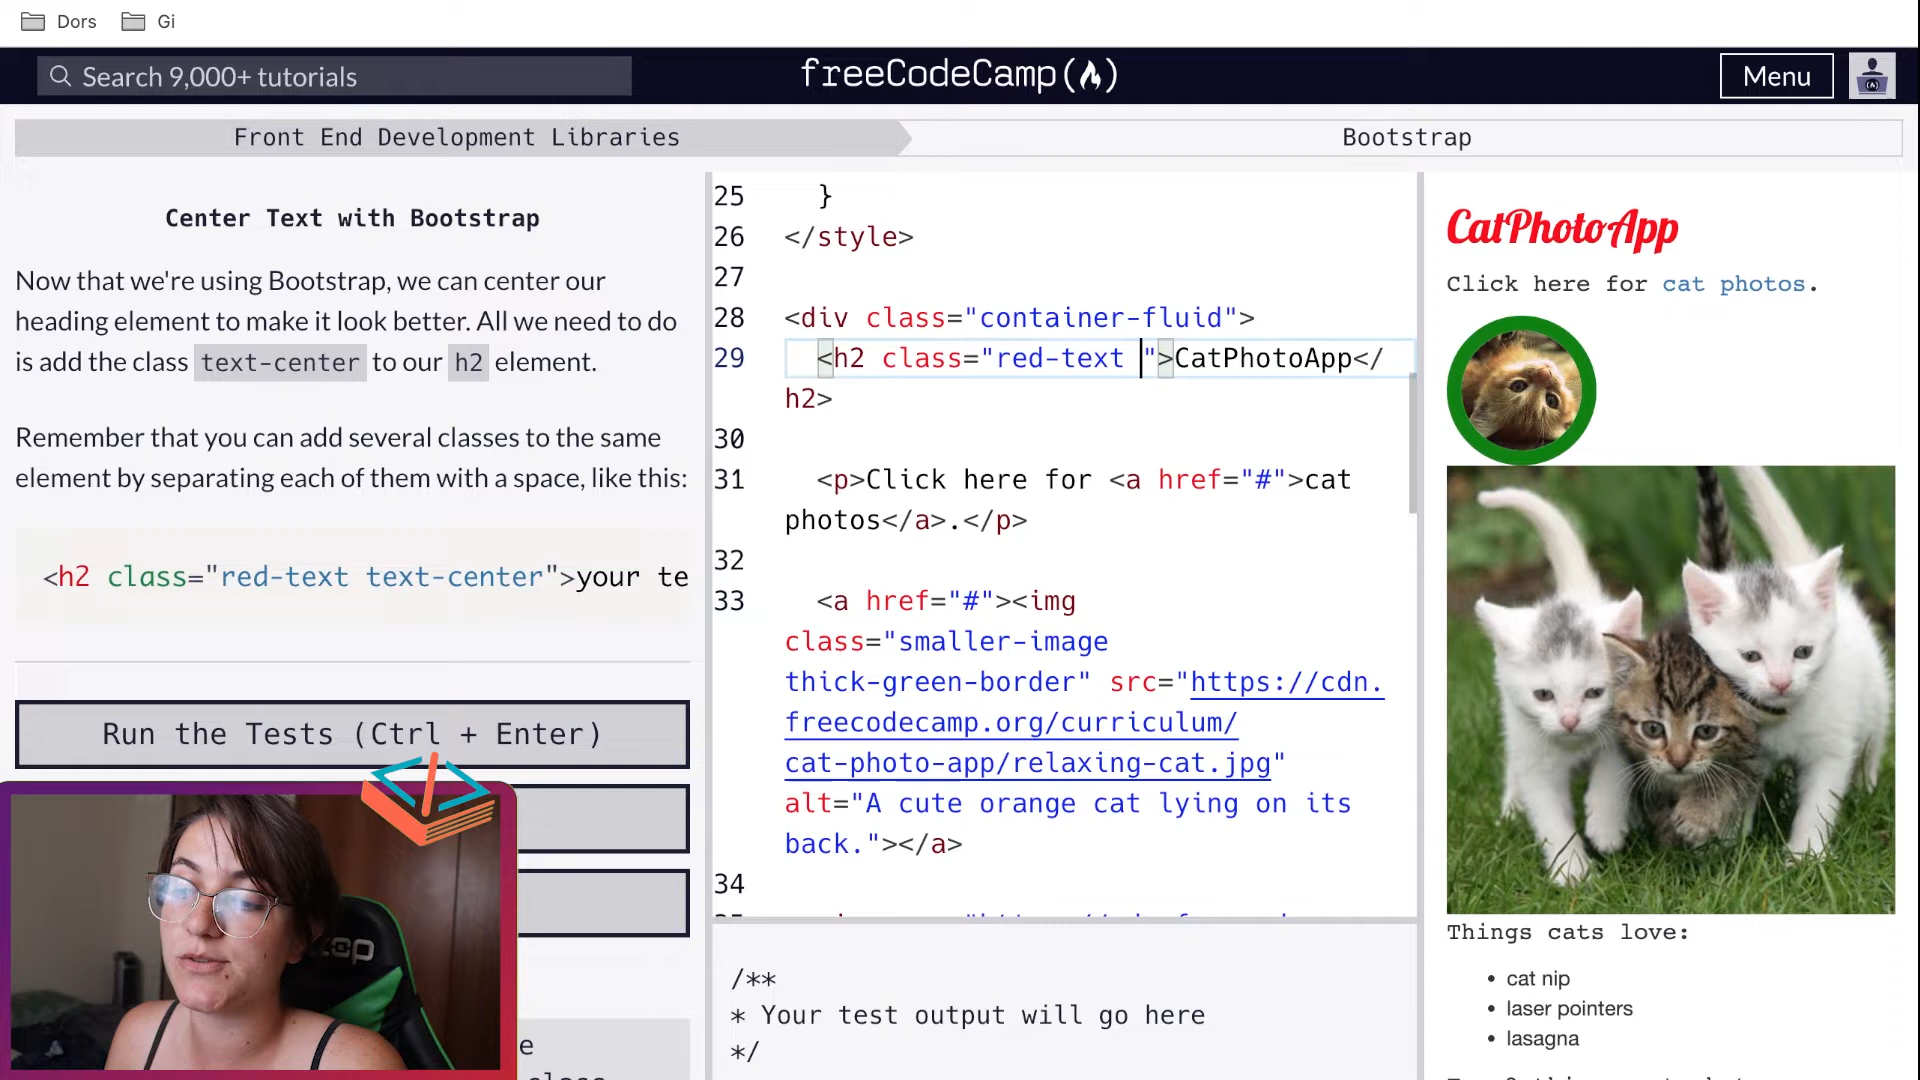 Dors Gi
Search 9,000+ tutorials
freeCodeCamp
Menu
Front End Development Libraries
Bootstrap
Center Text with Bootstrap
Now that we're using Bootstrap, we can center our
heading element to make it look better. All we need to do
is add the class text-center to our h2 element.
Remember that you can add several classes to the same
element by separating each of them with a space, like this:
<h2 class="red-text text-center">your te
Run the Tests (Ctrl + Enter)
e
25 }
26 </style>
27
28 <div class="container-fluid">
29 <h2 class="red-text ">CatPhotoApp</
h2>
30
31 <p>Click here for <a href="#">cat
photos</a>.</p>
32
33 <a href="#"><img
class="smaller-image
thick-green-border" src="https://cdn.
freecodecamp.org/curriculum/
cat-photo-app/relaxing-cat.jpg"
alt="A cute orange cat lying on its
back."></a>
34
/**
* Your test output will go here
*/
CatPhotoApp
Click here for cat photos.
Things cats love:
• cat nip
• laser pointers
• lasagna